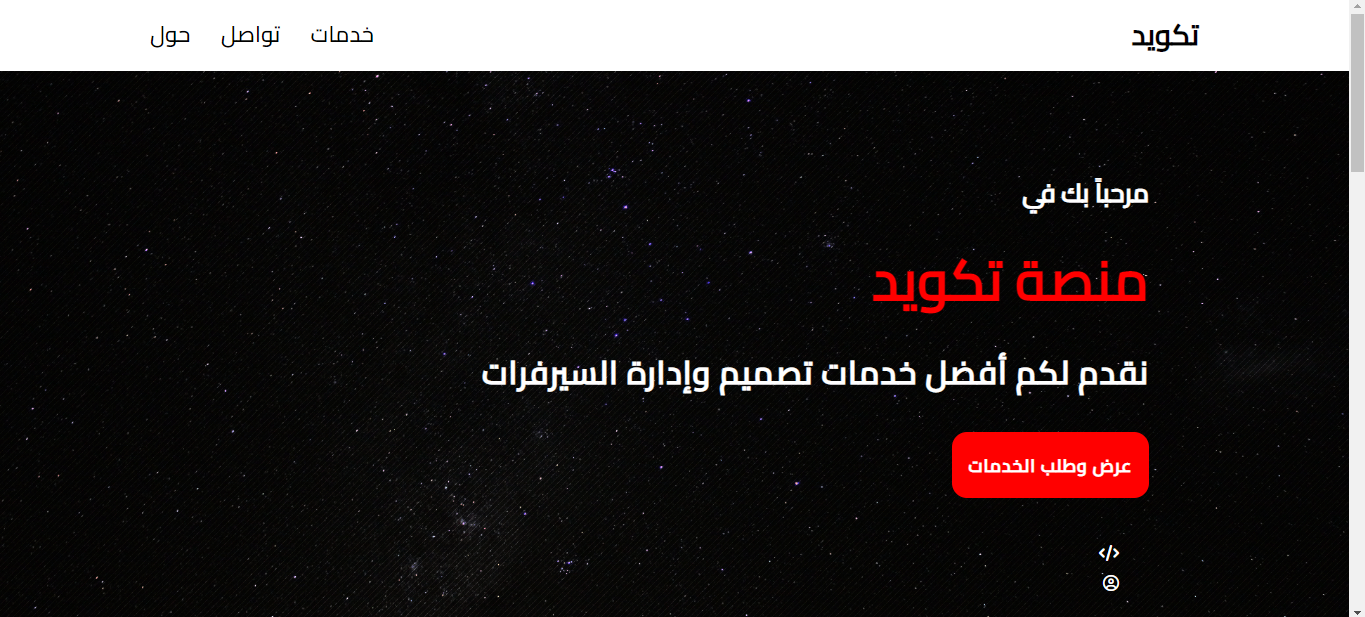 تكويد
خدمات
تواصل
حول
مرحباً بك في
منصة تكويد
نقدم لكم أفضل خدمات تصميم وإدارة السيرفرات
عرض وطلب الخدمات